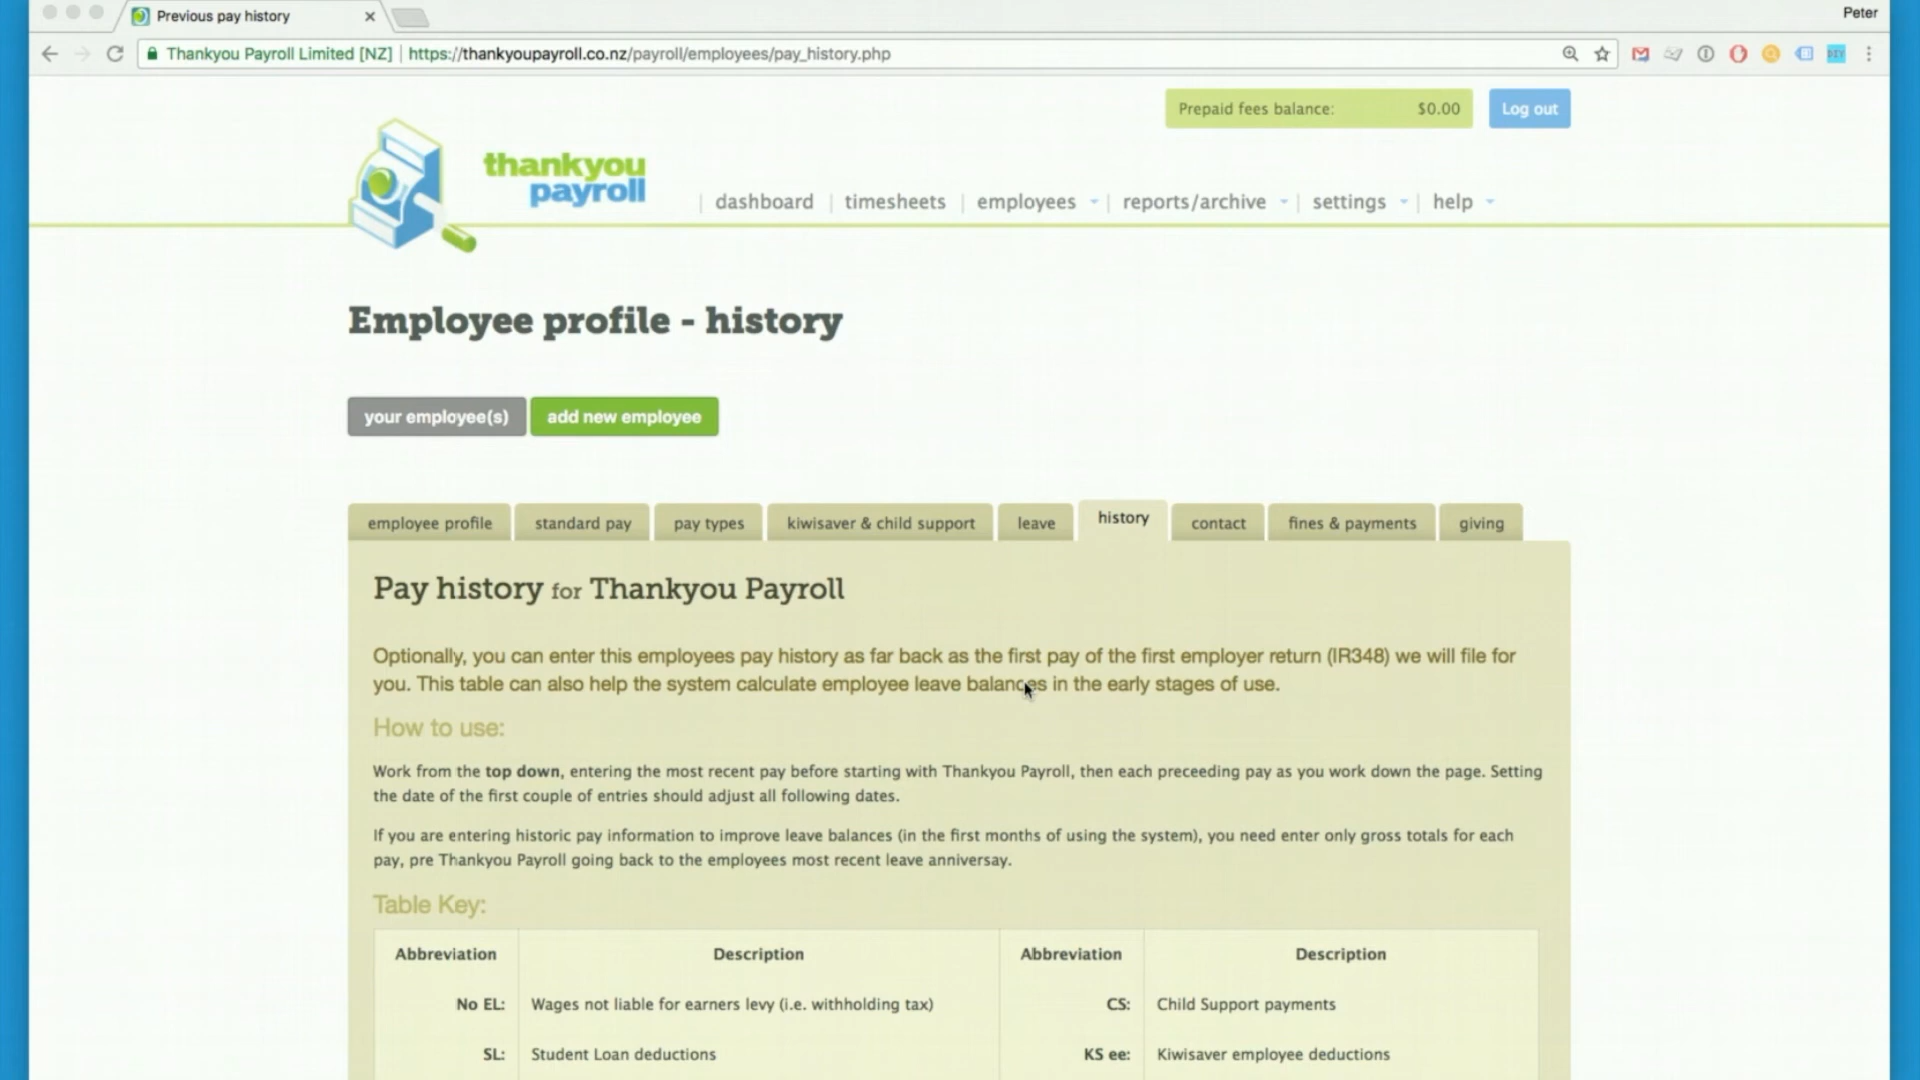 Previous pay history
Peter
Thankyou Payroll Limited [NZ] | https://thankyoupayroll.co.nz/payroll/employees/pay_history.php
DIY
Prepaid fees balance: $0.00
Log out
thankyou
payroll
dashboard timesheets employees reports/archive settings help
Employee profile - history
your employee(s) add new employee
employee profile standard pay pay types kiwisaver & child support leave history contact fines & payments giving
Pay history for Thankyou Payroll
Optionally, you can enter this employees pay history as far back as the first pay of the first employer return (IR348) we will file for
you. This table can also help the system calculate employee leave balances in the early stages of use.
How to use:
Work from the top down, entering the most recent pay before starting with Thankyou Payroll, then each preceeding pay as you work down the page. Setting
the date of the first couple of entries should adjust all following dates.
If you are entering historic pay information to improve leave balances (in the first months of using the system), you need enter only gross totals for each
pay, pre Thankyou Payroll going back to the employees most recent leave anniversay.
Table Key:
Abbreviation Description Abbreviation Description
No EL: Wages not liable for earners levy (i.e. withholding tax) CS: Child Support payments
SL: Student Loan deductions KS ee: Kiwisaver employee deductions